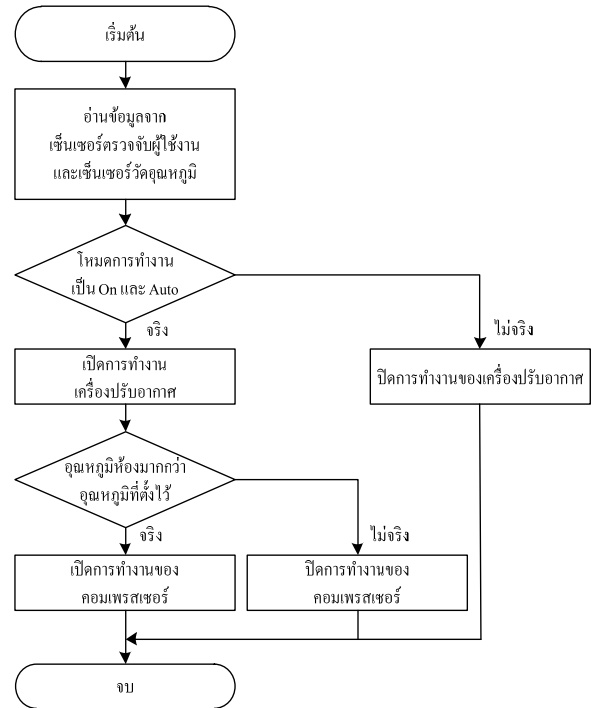 เริ่มต้น
อ่านข้อมูลจาก
เซ็นเซอร์ตรวจจับผู้ใช้งาน
และเซ็นเซอร์วัดอุณหภูมิ
โหมดการทำงาน
เป็น On และ Auto
จริง
ไม่จริง
เปิดการทำงาน
เครื่องปรับอากาศ
ปิดการทำงานของเครื่องปรับอากาศ
อุณหภูมิห้องมากกว่า
อุณหภูมิที่ตั้งไว้
จริง
ไม่จริง
เปิดการทำงานของ
คอมเพรสเซอร์
ปิดการทำงานของ
คอมเพรสเซอร์
จบ